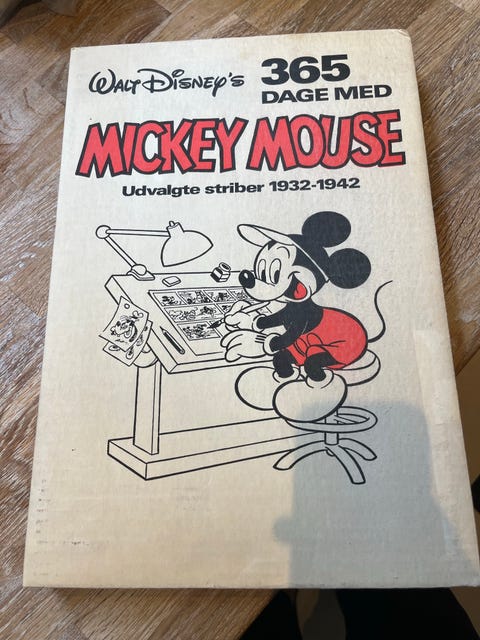 WALT DISNEY'S
365
DAGE MED
MICKEY MOUSE
Udvalgte striber 1932-1942